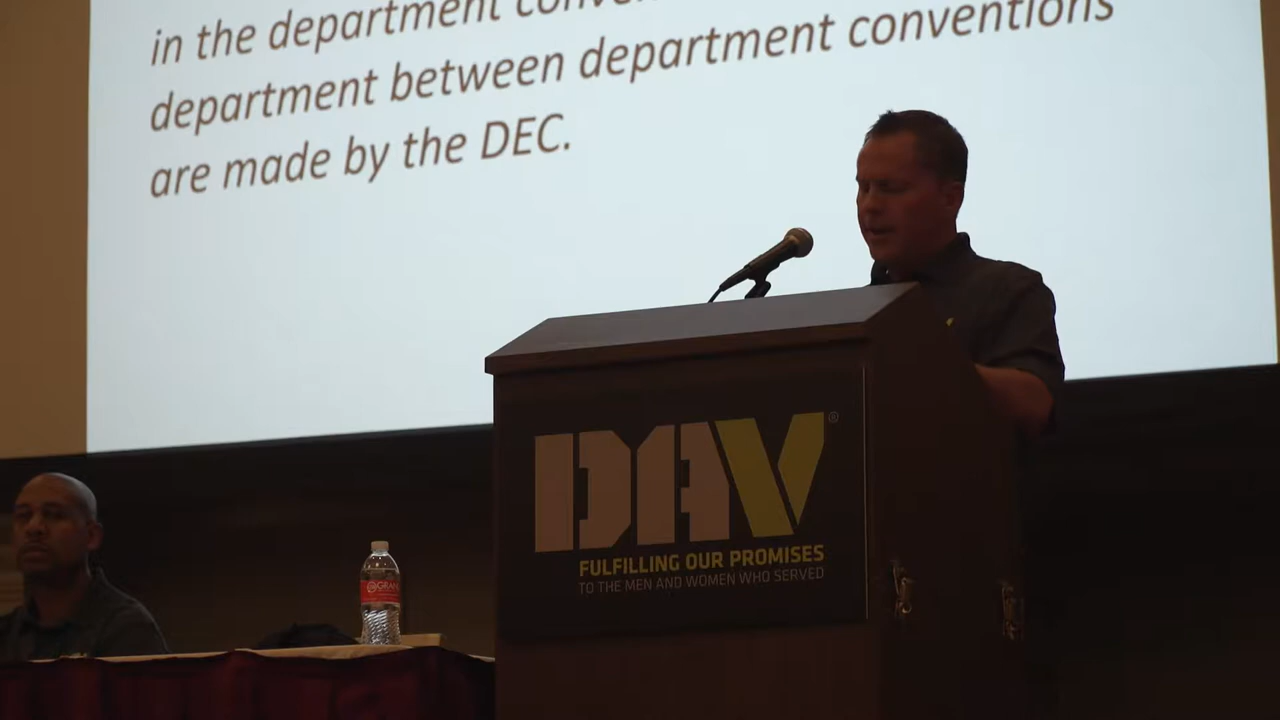 in the department
department between department conventions
are made by the DEC.
DAV®
FULFILLING OUR PROMISES
TO THE MEN AND WOMEN WHO SERVED